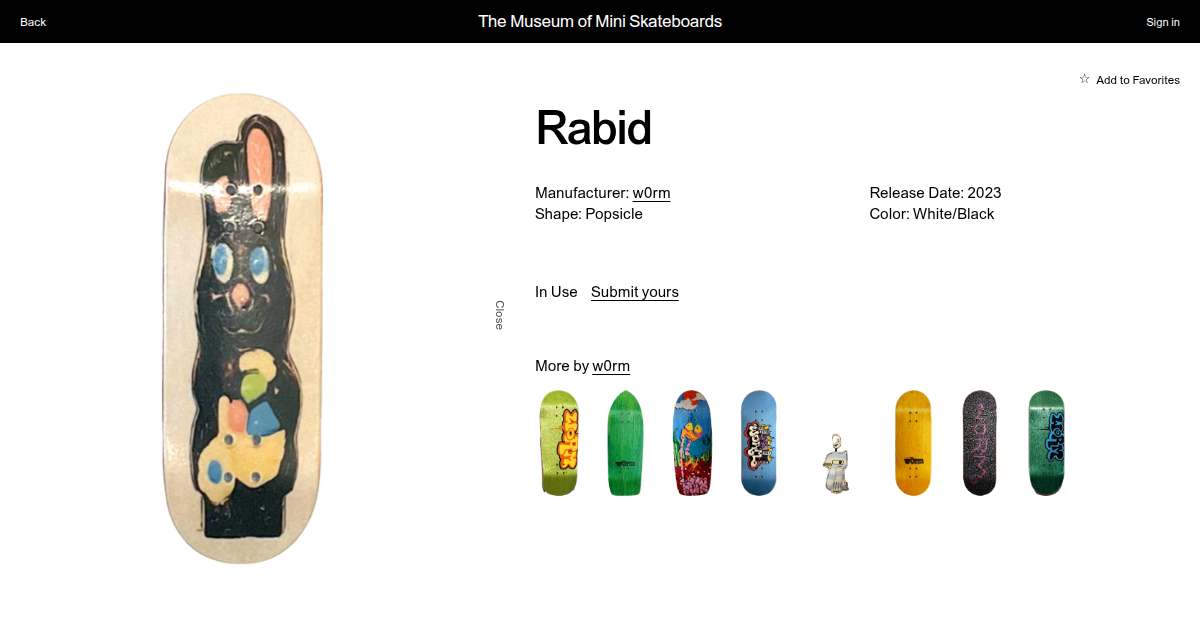 Back
The Museum of Mini Skateboards
Sign in
☆ Add to Favorites
Rabid
Manufacturer: w0rm
Release Date: 2023
Shape: Popsicle
Color: White/Black
In Use
Submit yours
Close
More by w0rm